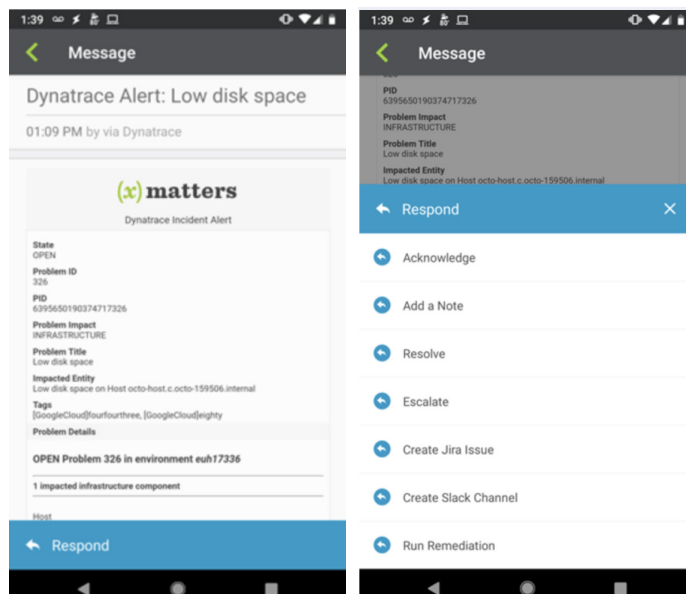 1:39
Message
Dynatrace Alert: Low disk space
01:09 PM by via Dynatrace
(x)matters
Dynatrace Incident Alert
State
OPEN
Problem ID
326
PID
6395650190374717326
Problem Impact
INFRASTRUCTURE
Problem Title
Low disk space
Impacted Entity
Low disk space on Host octo-host.c.octo-159506.internal
Tags
[GoogleCloud]fourfourthree, [GoogleCloud]eighty
Problem Details
OPEN Problem 326 in environment euh17336
1 impacted infrastructure component
Host
Respond
1:39
Message
PID
6395650190374717326
Problem Impact
INFRASTRUCTURE
Problem Title
Low disk space
Impacted Entity
Low disk space on Host octo-host.c.octo-159506.internal
Respond
Acknowledge
Add a Note
Resolve
Escalate
Create Jira Issue
Create Slack Channel
Run Remediation